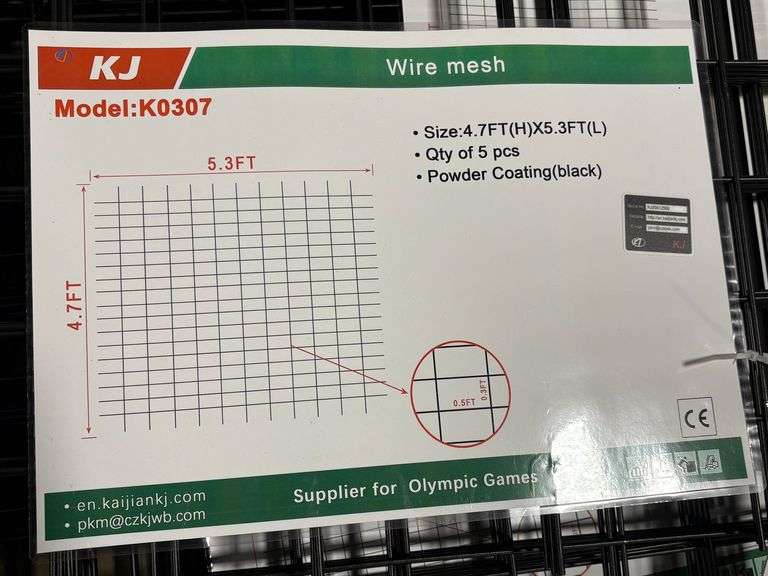 KJ
Wire mesh
Model:K0307
• Size:4.7FT(H)X5.3FT(L)
• Qty of 5 pcs
• Powder Coating(black)
5.3FT
4.7FT
0.5FT
0.3FT
KJ
CE
• en.kaijiankj.com
• pkm@czkjwb.com
Supplier for Olympic Games